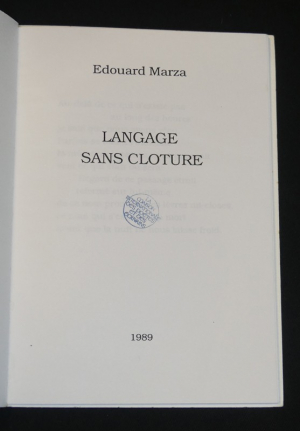 Edouard Marza
LANGAGE
SANS CLOTURE
1989